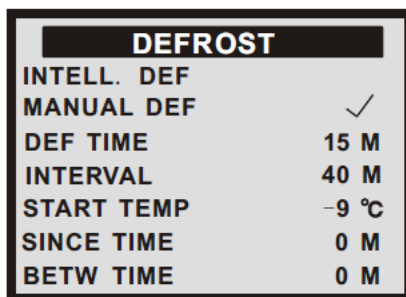 DEFROST
INTELL. DEF
MANUAL DEF ✓
DEF TIME 15 M
INTERVAL 40 M
START TEMP -9 ℃
SINCE TIME 0 M
BETW TIME 0 M